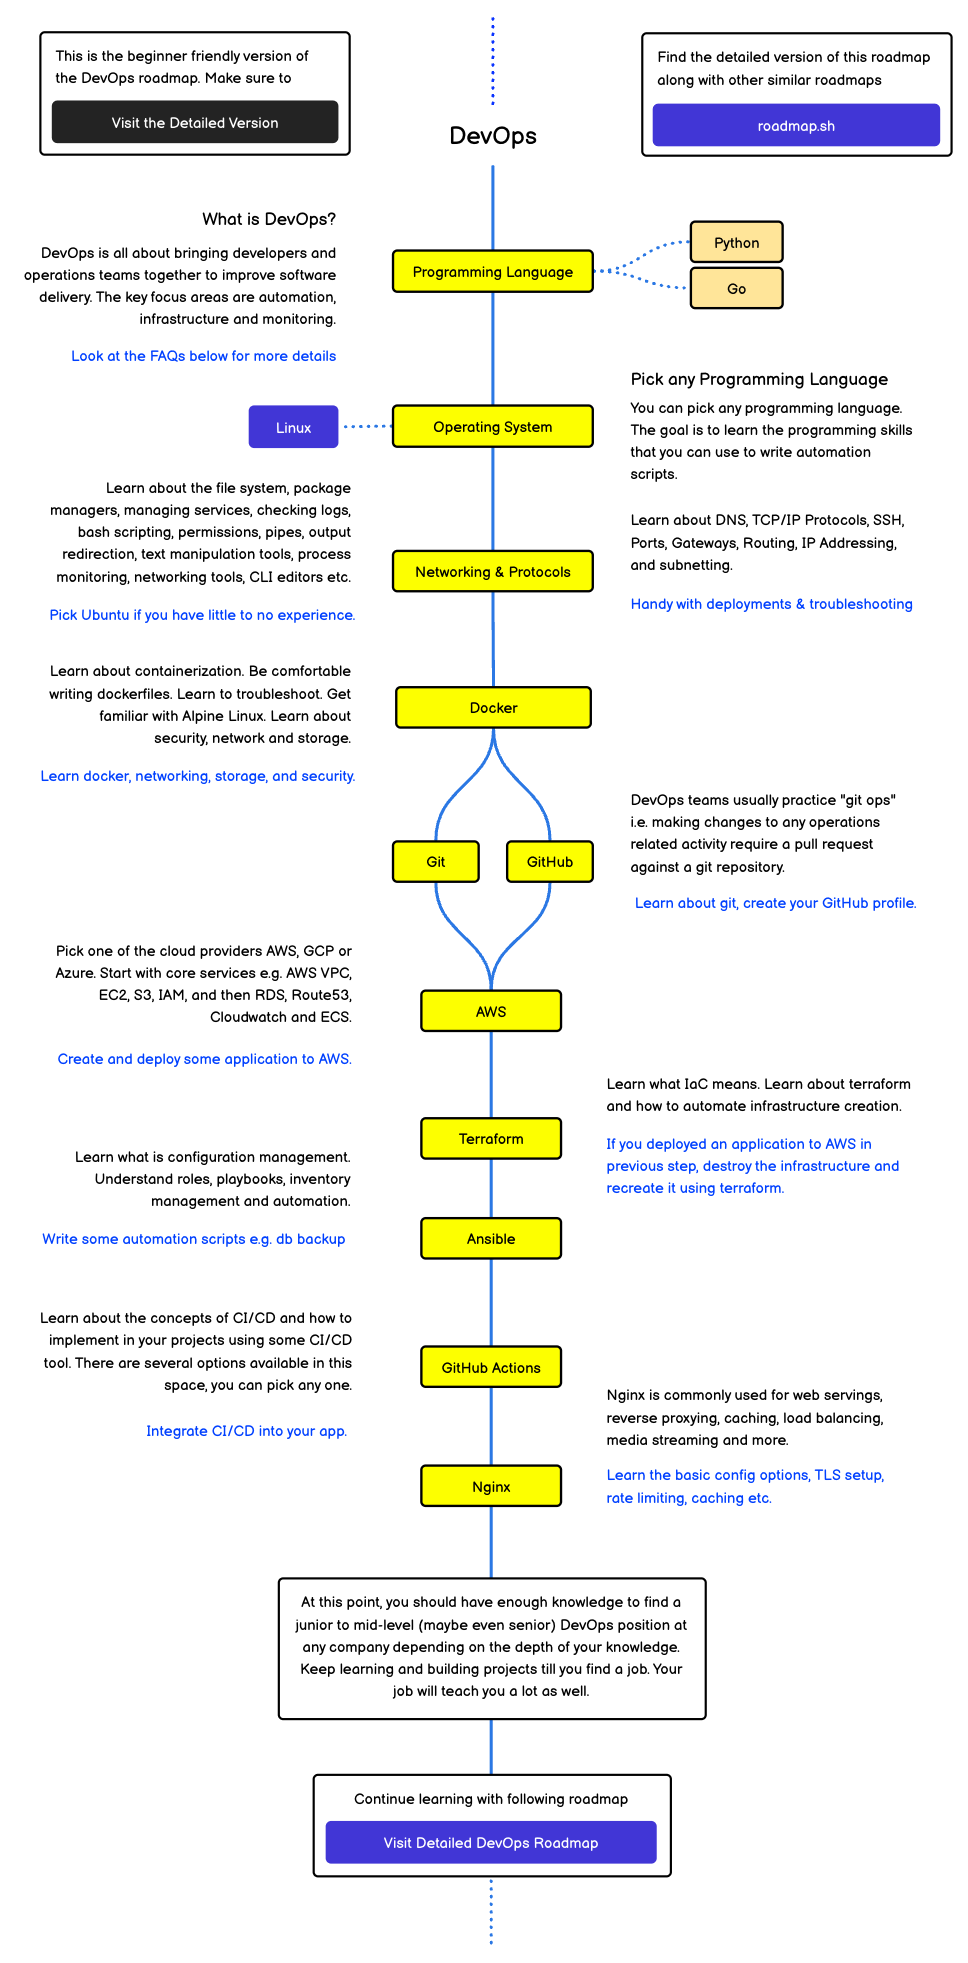 This is the beginner friendly version of
the DevOps roadmap. Make sure to
Visit the Detailed Version
Find the detailed version of this roadmap
along with other similar roadmaps
roadmap.sh
DevOps
What is DevOps?
DevOps is all about bringing developers and
operations teams together to improve software
delivery. The key focus areas are automation,
infrastructure and monitoring.
Look at the FAQs below for more details
Programming Language
Python
Go
Pick any Programming Language
You can pick any programming language.
The goal is to learn the programming skills
that you can use to write automation
scripts.
Linux
Operating System
Learn about the file system, package
managers, managing services, checking logs,
bash scripting, permissions, pipes, output
redirection, text manipulation tools, process
monitoring, networking tools, CLI editors etc.
Pick Ubuntu if you have little to no experience.
Networking & Protocols
Learn about DNS, TCP/IP Protocols, SSH,
Ports, Gateways, Routing, IP Addressing,
and subnetting.
Handy with deployments & troubleshooting
Learn about containerization. Be comfortable
writing dockerfiles. Learn to troubleshoot. Get
familiar with Alpine Linux. Learn about
security, network and storage.
Learn docker, networking, storage, and security.
Docker
Git
GitHub
DevOps teams usually practice "git ops"
i.e. making changes to any operations
related activity require a pull request
against a git repository.
Learn about git, create your GitHub profile.
Pick one of the cloud providers AWS, GCP or
Azure. Start with core services e.g. AWS VPC,
EC2, S3, IAM, and then RDS, Route53,
Cloudwatch and ECS.
Create and deploy some application to AWS.
AWS
Learn what IaC means. Learn about terraform
and how to automate infrastructure creation.
If you deployed an application to AWS in
previous step, destroy the infrastructure and
recreate it using terraform.
Terraform
Learn what is configuration management.
Understand roles, playbooks, inventory
management and automation.
Write some automation scripts e.g. db backup
Ansible
Learn about the concepts of CI/CD and how to
implement in your projects using some CI/CD
tool. There are several options available in this
space, you can pick any one.
Integrate CI/CD into your app.
GitHub Actions
Nginx is commonly used for web servings,
reverse proxying, caching, load balancing,
media streaming and more.
Learn the basic config options, TLS setup,
rate limiting, caching etc.
Nginx
At this point, you should have enough knowledge to find a
junior to mid-level (maybe even senior) DevOps position at
any company depending on the depth of your knowledge.
Keep learning and building projects till you find a job. Your
job will teach you a lot as well.
Continue learning with following roadmap
Visit Detailed DevOps Roadmap